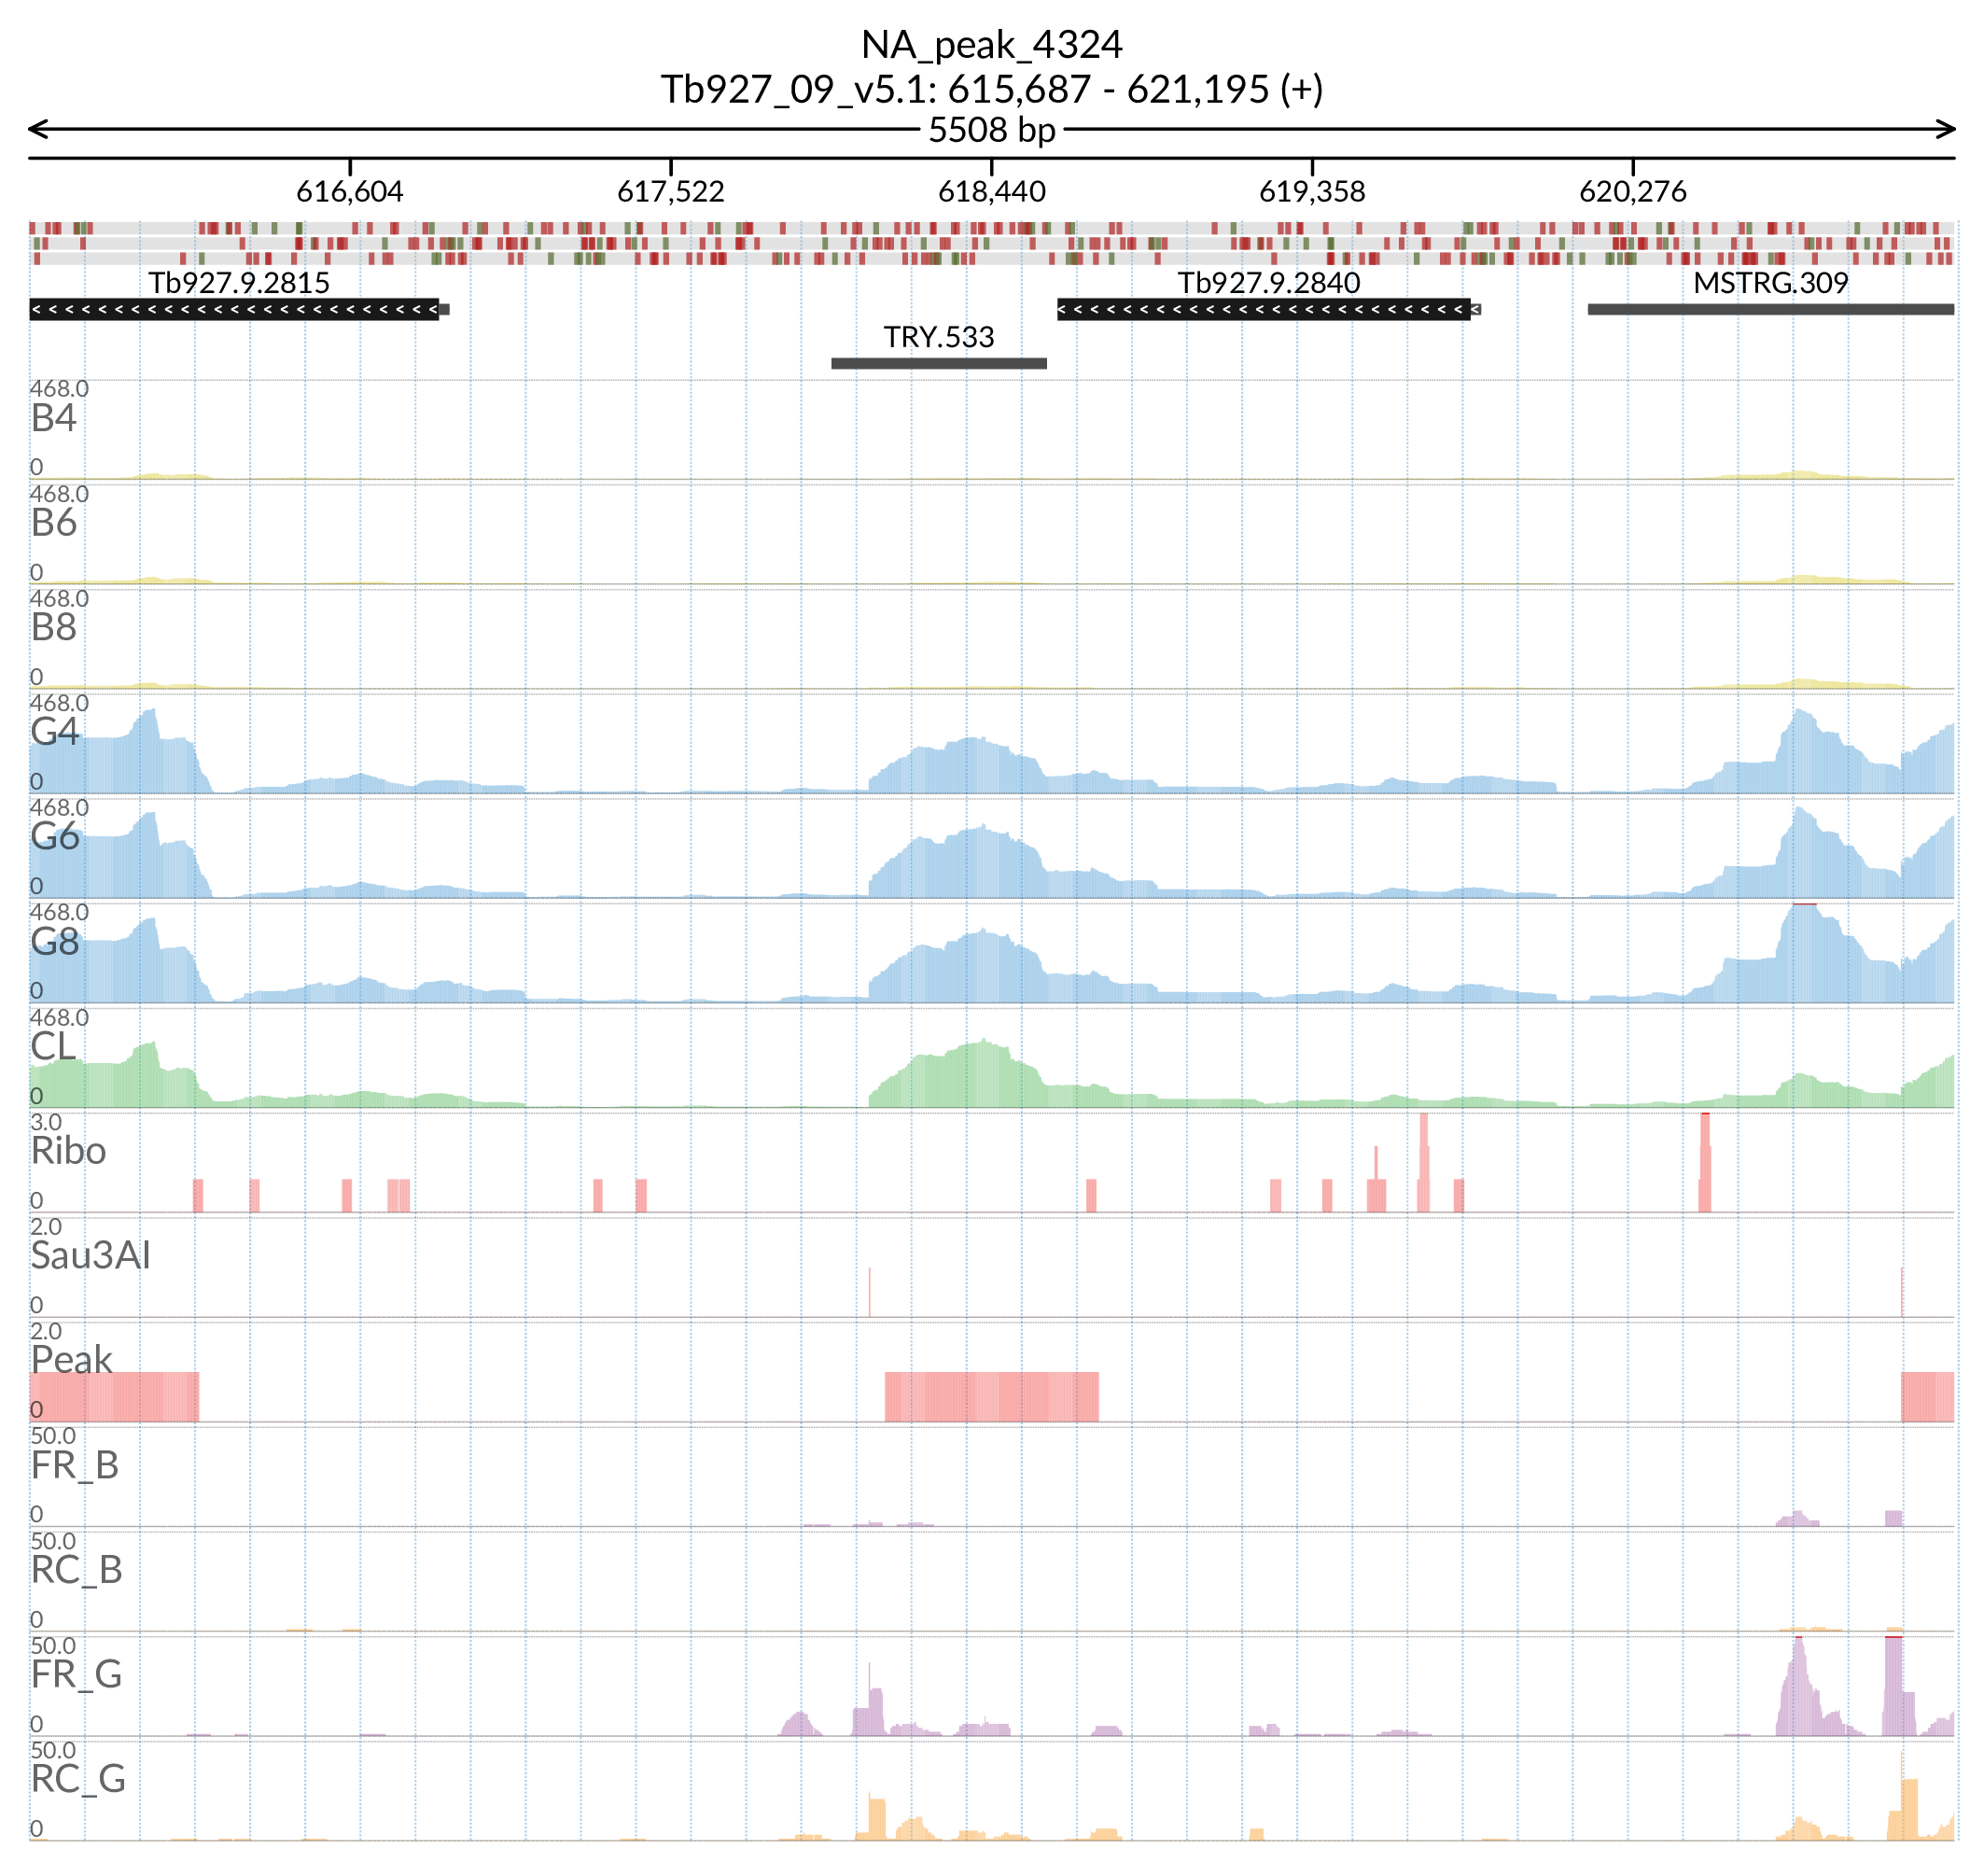 NA_peak_4324
Tb927_09_v5.1: 615,687 - 621,195 (+)
5508 bp
616,604 617,522 618,440 619,358 620,276
Tb927.9.2815 Tb927.9.2840 MSTRG.309
TRY.533
468.0
B4
0
468.0
B6
0
468.0
B8
0
468.0
G4
0
468.0
G6
0
468.0
G8
0
468.0
CL
0
3.0
Ribo
0
2.0
Sau3AI
0
2.0
Peak
0
50.0
FR_B
0
50.0
RC_B
0
50.0
FR_G
0
50.0
RC_G
0